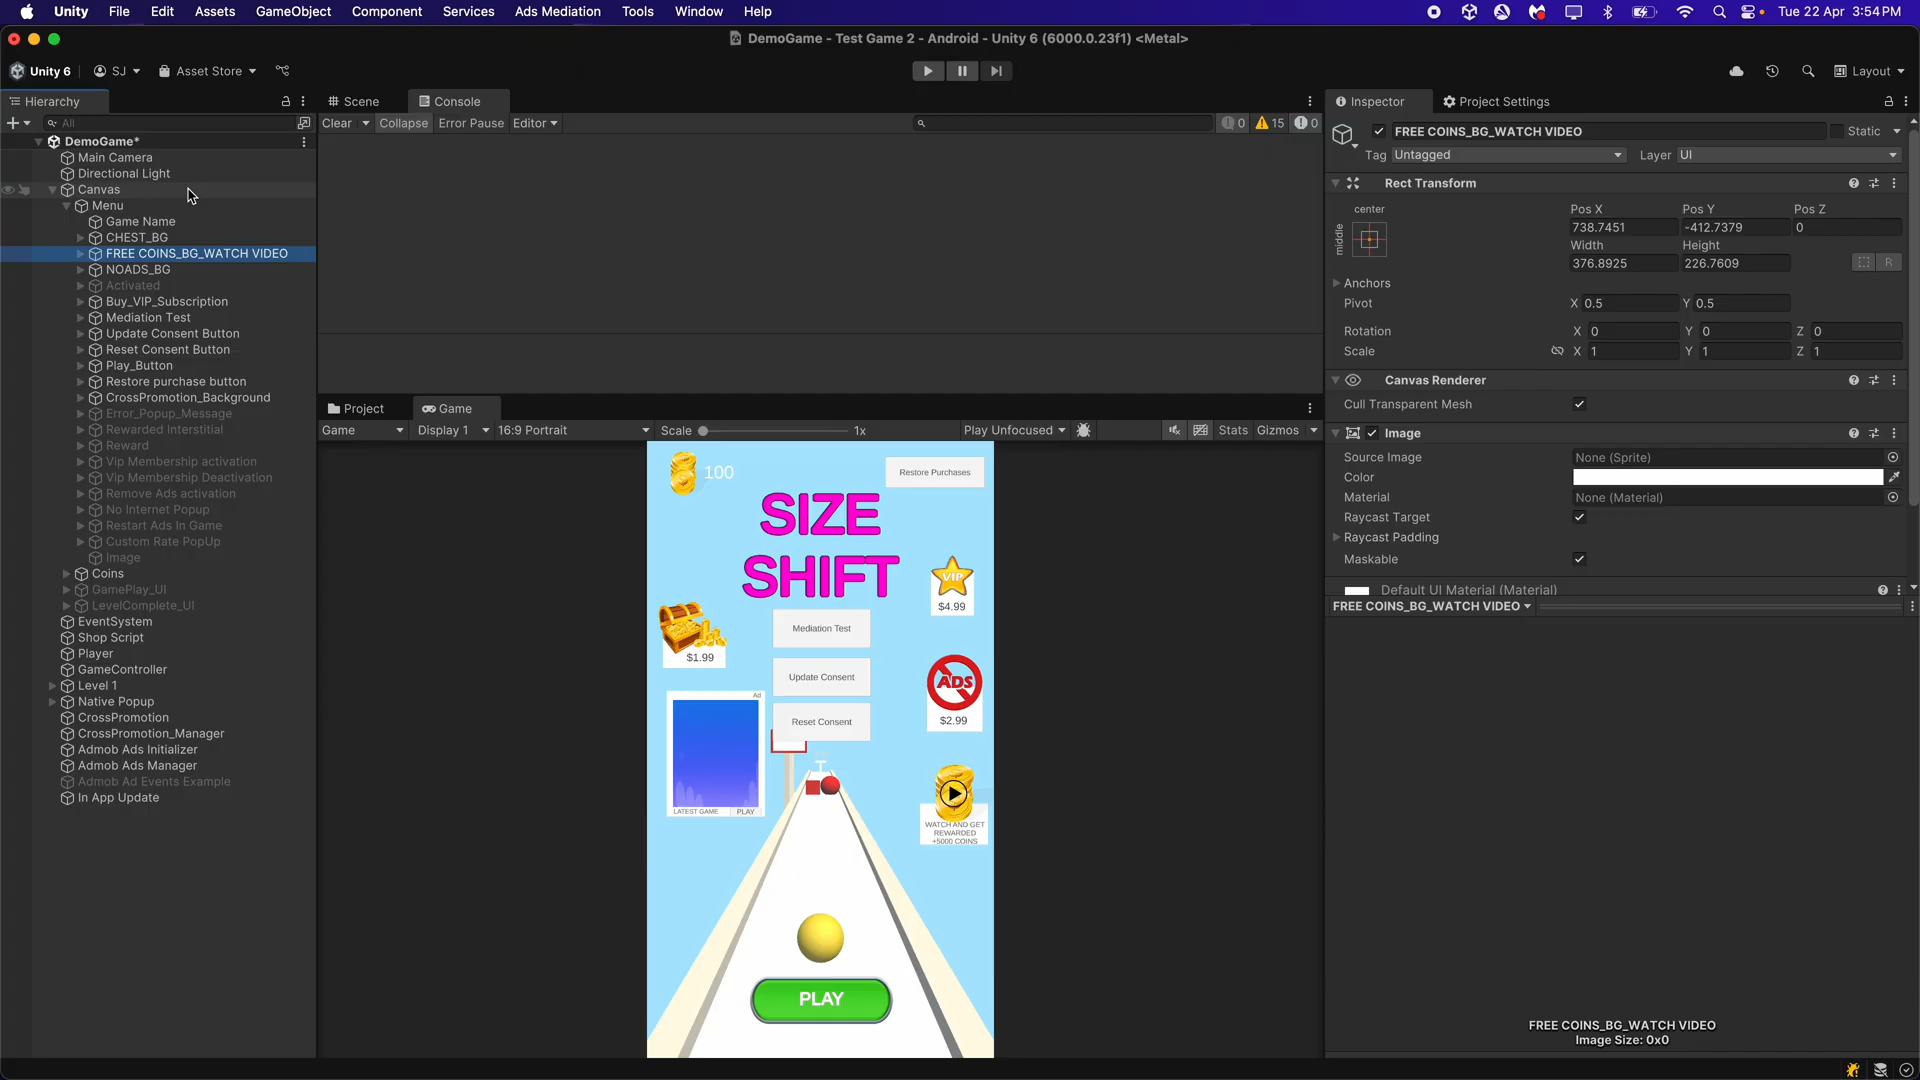 Unity File Edit Assets GameObject Component Services Ads Mediation Tools Window Help Tue 22 Apr 3:54 PM
DemoGame - Test Game 2 - Android - Unity 6 (6000.0.23f1) <Metal>
Unity 6 SJ Asset Store Layout
Hierarchy
All
DemoGame*
Main Camera
Directional Light
Canvas
Menu
Game Name
CHEST_BG
FREE COINS_BG_WATCH VIDEO
NOADS_BG
Activated
Buy_VIP_Subscription
Mediation Test
Update Consent Button
Reset Consent Button
Play_Button
Restore purchase button
CrossPromotion_Background
Error_Popup_Message
Rewarded Interstitial
Reward
Vip Membership activation
Vip Membership Deactivation
Remove Ads activation
No Internet Popup
Restart Ads In Game
Custom Rate PopUp
Image
Coins
GamePlay_UI
LevelComplete_UI
EventSystem
Shop Script
Player
GameController
Level 1
Native Popup
CrossPromotion
CrossPromotion_Manager
Admob Ads Initializer
Admob Ads Manager
Admob Ad Events Example
In App Update
Scene Console
Clear Collapse Error Pause Editor 0 15 0
Project Game
Game Display 1 16:9 Portrait Scale 1x Play Unfocused Stats Gizmos
100
Restore Purchases
SIZE
SHIFT
VIP
$4.99
$1.99
Mediation Test
Update Consent
Reset Consent
ADS
$2.99
Ad
LATEST GAME PLAY
WATCH AND GET
REWARDED
+5000 COINS
PLAY
Inspector Project Settings
FREE COINS_BG_WATCH VIDEO Static
Tag Untagged Layer UI
Rect Transform
center
middle
Pos X Pos Y Pos Z
738.7451 -412.7379 0
Width Height
376.8925 226.7609
R
Anchors
Pivot X 0.5 Y 0.5
Rotation X 0 Y 0 Z 0
Scale X 1 Y 1 Z 1
Canvas Renderer
Cull Transparent Mesh
Image
Source Image None (Sprite)
Color
Material None (Material)
Raycast Target
Raycast Padding
Maskable
Default UI Material (Material)
FREE COINS_BG_WATCH VIDEO
FREE COINS_BG_WATCH VIDEO
Image Size: 0x0